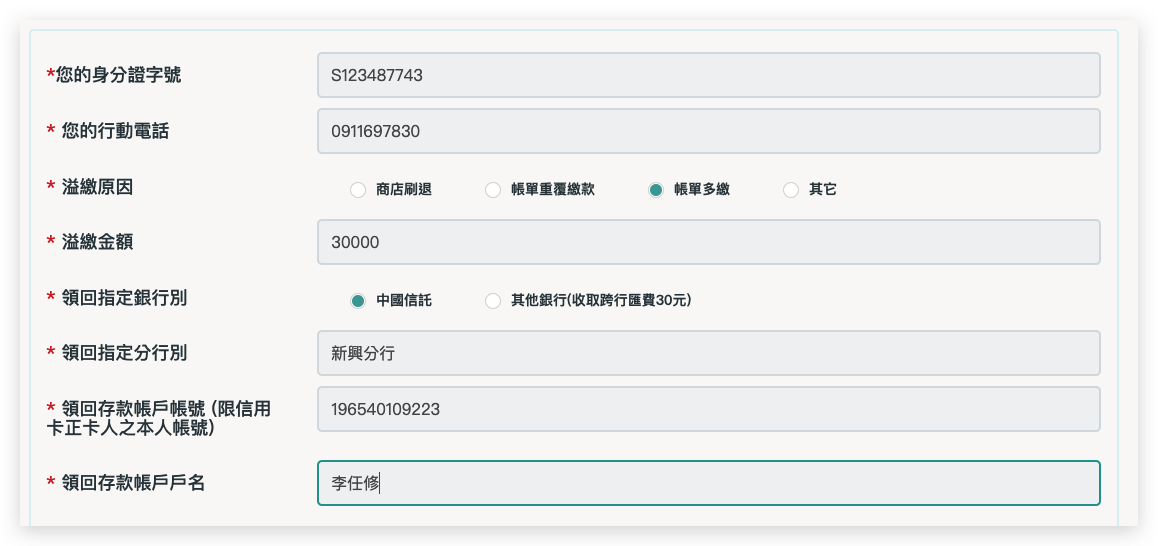 *您的身分證字號 S123487743
* 您的行動電話 0911697830
* 溢繳原因 商店刷退 帳單重覆繳款 帳單多繳 其它
* 溢繳金額 30000
* 領回指定銀行別 中國信託 其他銀行(收取跨行匯費30元)
* 領回指定分行別 新興分行
* 領回存款帳戶帳號 (限信用 196540109223
卡正卡人之本人帳號)
* 領回存款帳戶戶名 李任修